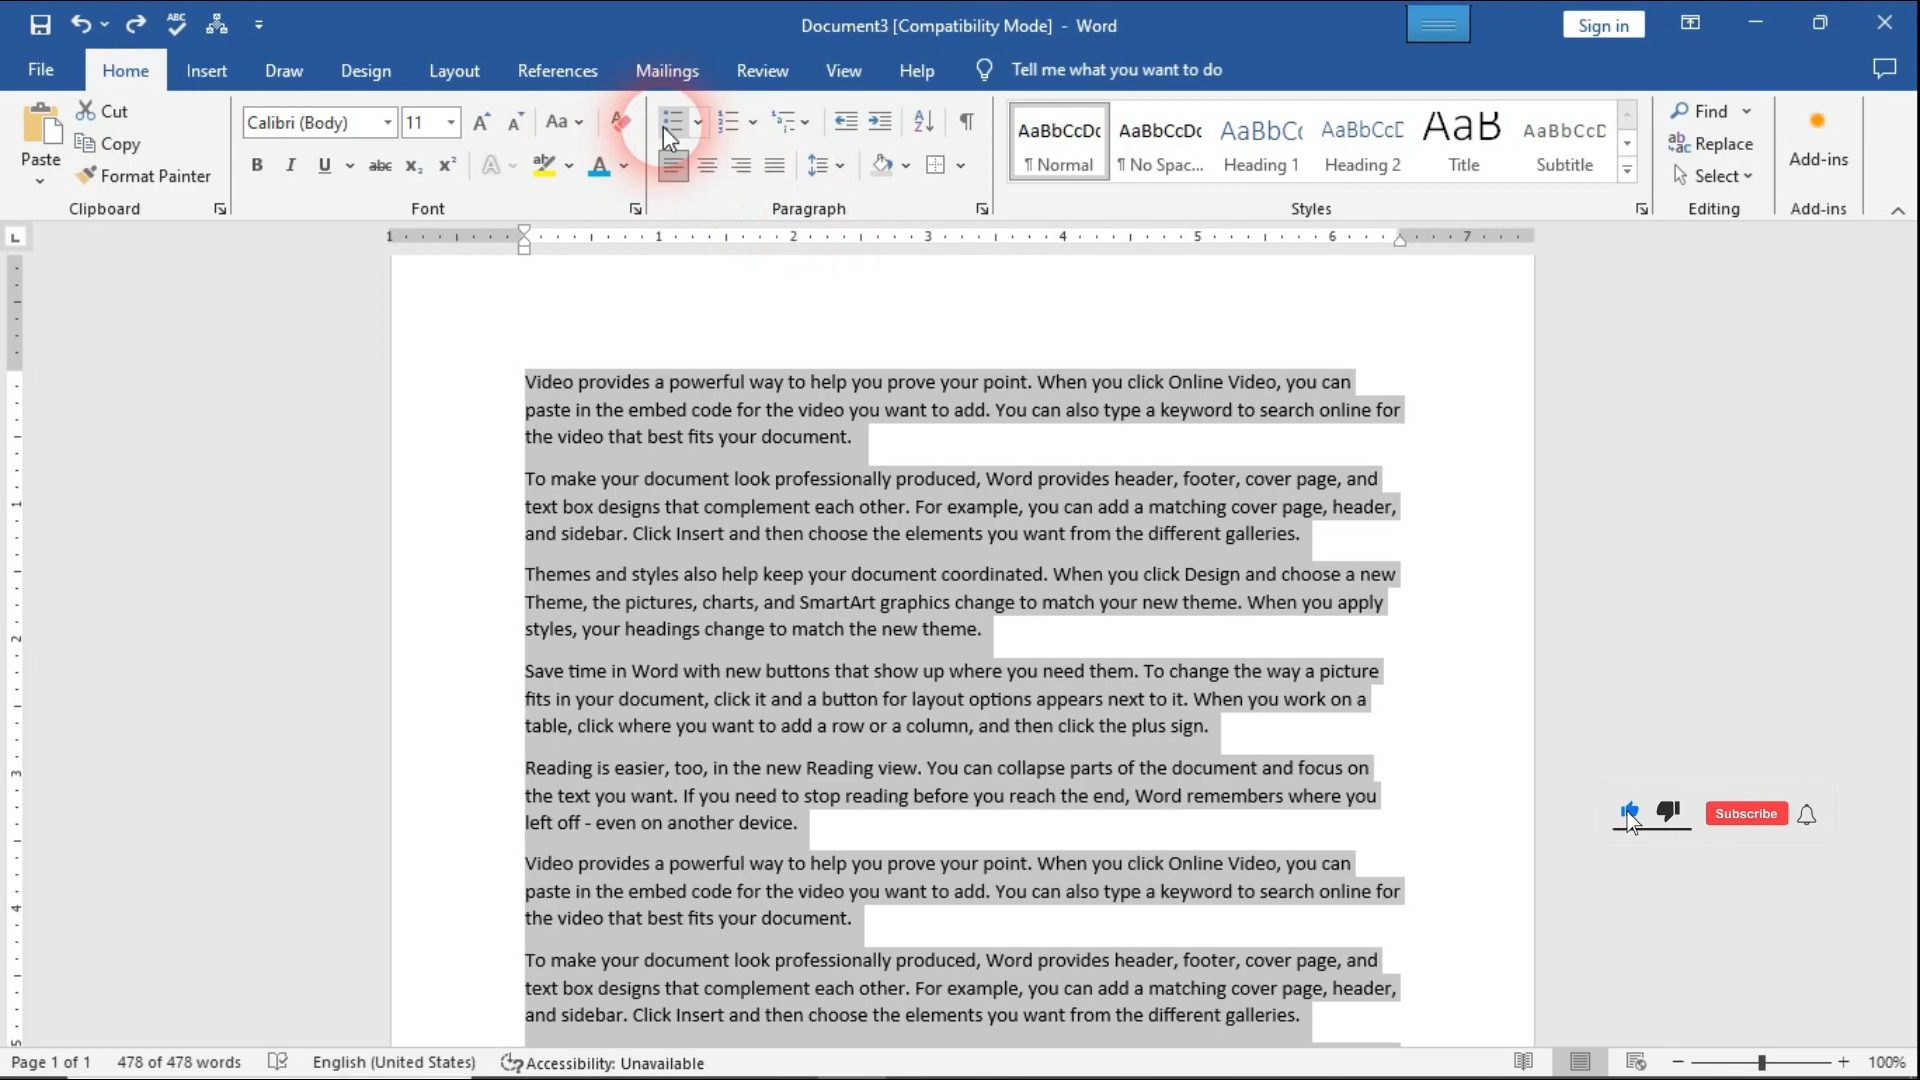 Document3 [Compatibility Mode] - Word
Sign in
File Home Insert Draw Design Layout References Mailings Review View Help Tell me what you want to do
Paste
Cut
Copy
Format Painter
Clipboard
Calibri (Body) 11
Font
Paragraph
AaBbCcDc AaBbCcDc AaBbCc AaBbCcD AaB AaBbCcD
¶ Normal ¶ No Spac... Heading 1 Heading 2 Title Subtitle
Styles
Find
Replace
Select
Editing
Add-ins
Add-ins
1 1 2 3 4 5 6 7
Video provides a powerful way to help you prove your point. When you click Online Video, you can
paste in the embed code for the video you want to add. You can also type a keyword to search online for
the video that best fits your document.
To make your document look professionally produced, Word provides header, footer, cover page, and
text box designs that complement each other. For example, you can add a matching cover page, header,
and sidebar. Click Insert and then choose the elements you want from the different galleries.
Themes and styles also help keep your document coordinated. When you click Design and choose a new
Theme, the pictures, charts, and SmartArt graphics change to match your new theme. When you apply
styles, your headings change to match the new theme.
Save time in Word with new buttons that show up where you need them. To change the way a picture
fits in your document, click it and a button for layout options appears next to it. When you work on a
table, click where you want to add a row or a column, and then click the plus sign.
Reading is easier, too, in the new Reading view. You can collapse parts of the document and focus on
the text you want. If you need to stop reading before you reach the end, Word remembers where you
left off - even on another device.
Video provides a powerful way to help you prove your point. When you click Online Video, you can
paste in the embed code for the video you want to add. You can also type a keyword to search online for
the video that best fits your document.
To make your document look professionally produced, Word provides header, footer, cover page, and
text box designs that complement each other. For example, you can add a matching cover page, header,
and sidebar. Click Insert and then choose the elements you want from the different galleries.
Subscribe
Page 1 of 1 478 of 478 words English (United States) Accessibility: Unavailable 100%